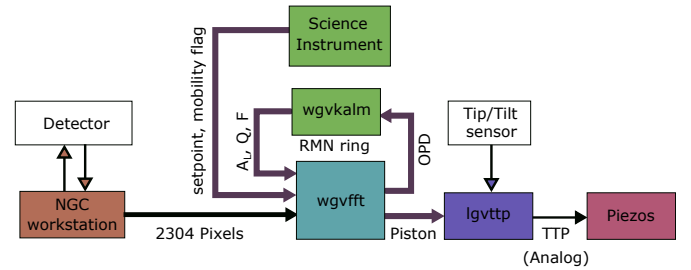 Science
Instrument
setpoint, mobility flag
Detector
wgvkalm
A_L, Q, F
RMN ring
OPD
Tip/Tilt
sensor
NGC
workstation
2304 Pixels
wgvfft
Piston
lgvttp
TTP
(Analog)
Piezos